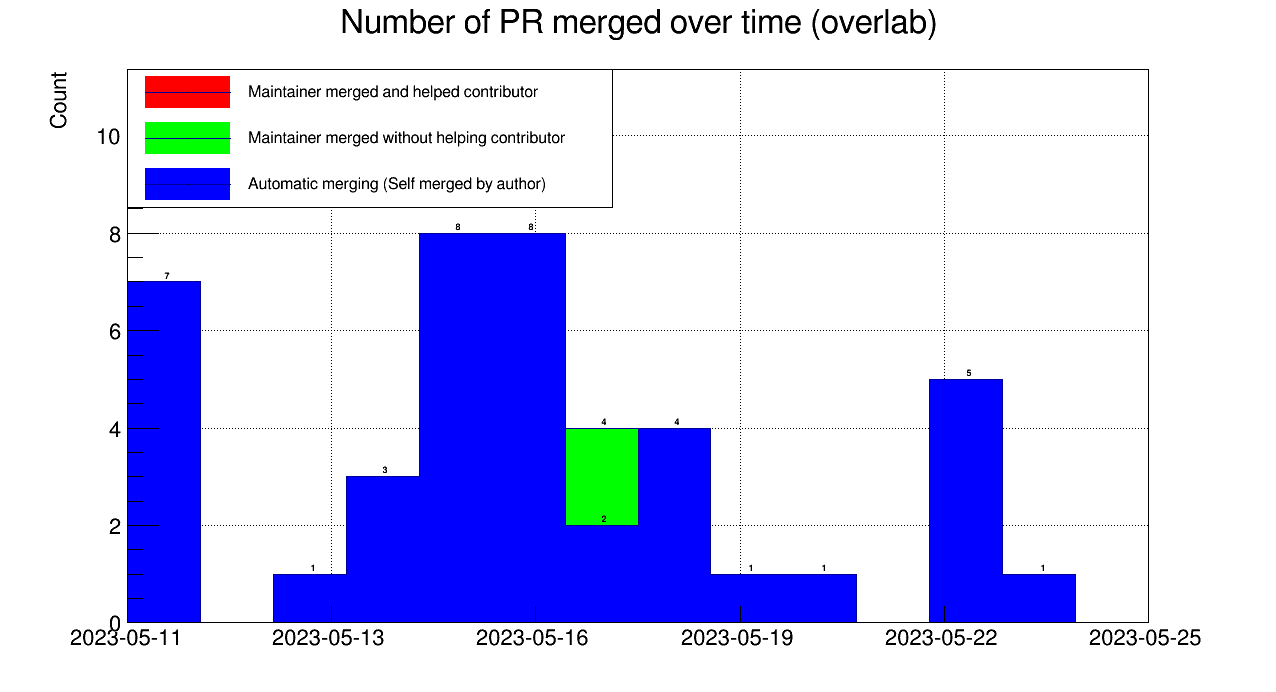 Number of PR merged over time (overlab)
Count
Maintainer merged and helped contributor
Maintainer merged without helping contributor
Automatic merging (Self merged by author)
10
8
6
4
2
0
7
1
3
8 8
4
2
4
1
1
5
1
2023-05-11 2023-05-13 2023-05-16 2023-05-19 2023-05-22 2023-05-25